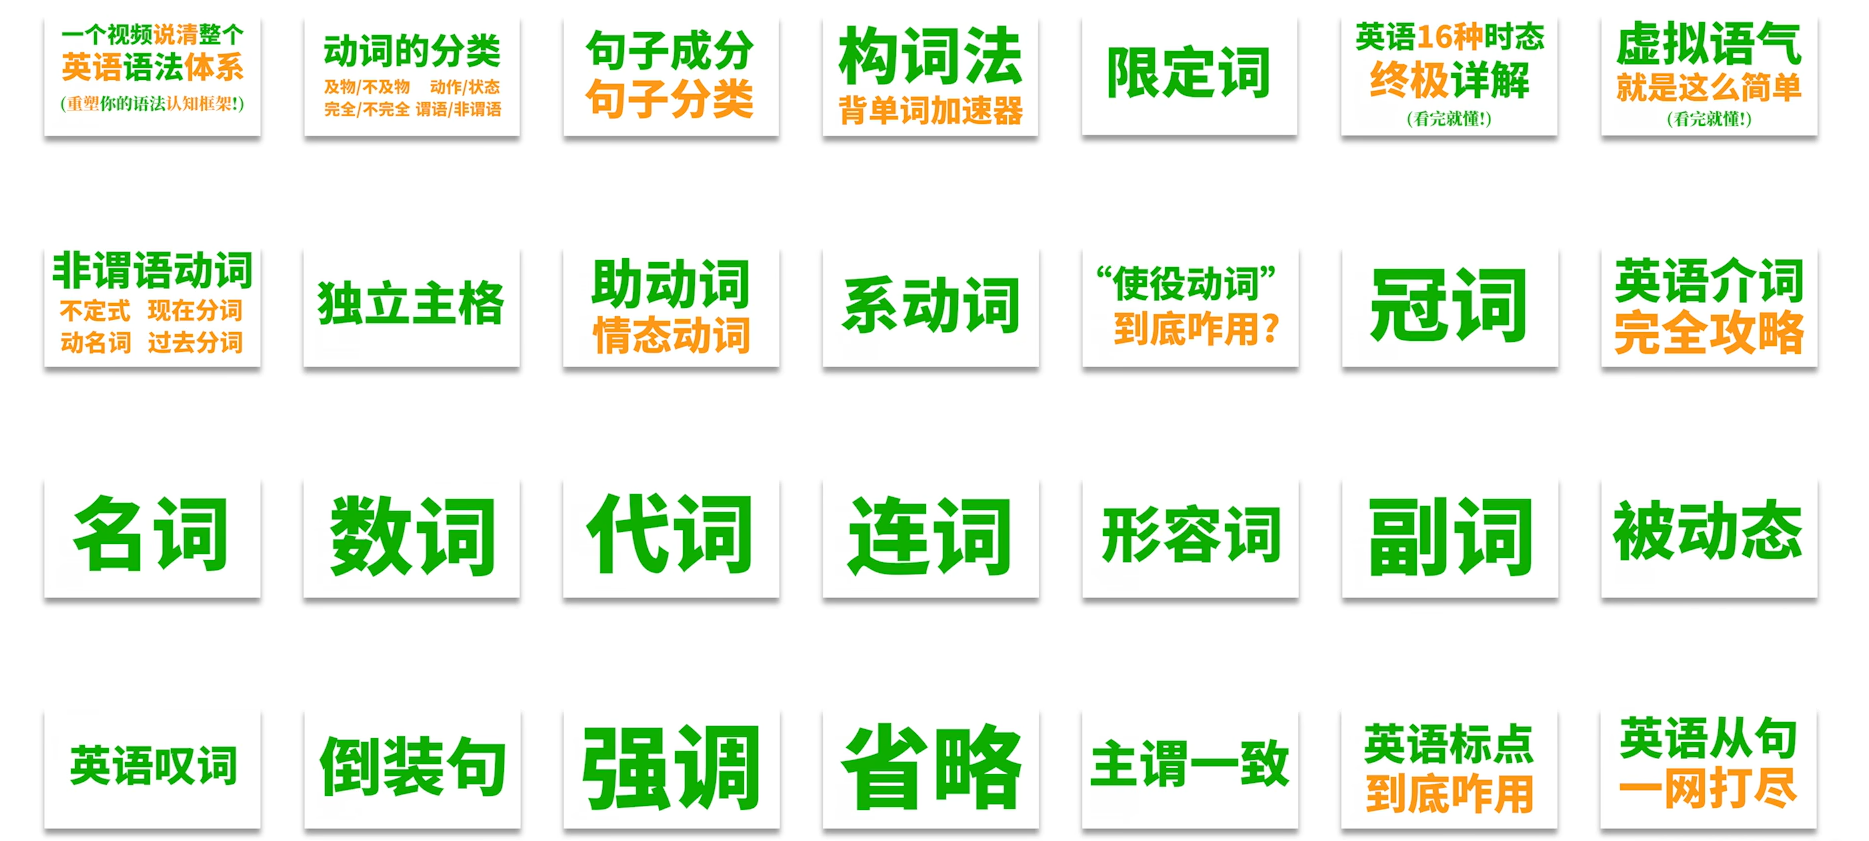 一个视频说清整个
英语语法体系
(重塑你的语法认知框架!)
动词的分类
及物/不及物 动作/状态
完全/不完全 谓语/非谓语
句子成分
句子分类
构词法
背单词加速器
限定词
英语16种时态
终极详解
(看完就懂!)
虚拟语气
就是这么简单
(看完就懂!)
非谓语动词
不定式 现在分词
动名词 过去分词
独立主格
助动词
情态动词
系动词
“使役动词”
到底咋用?
冠词
英语介词
完全攻略
名词
数词
代词
连词
形容词
副词
被动态
英语叹词
倒装句
强调
省略
主谓一致
英语标点
到底咋用
英语从句
一网打尽